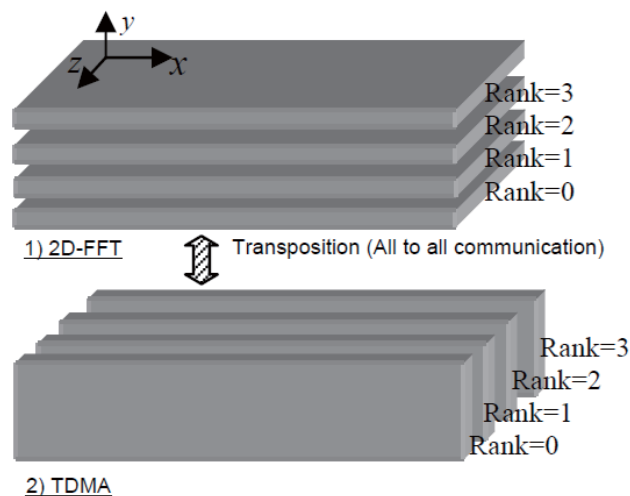 y
z
x
Rank=3
Rank=2
Rank=1
Rank=0
1) 2D-FFT
Transposition (All to all communication)
Rank=3
Rank=2
Rank=1
Rank=0
2) TDMA